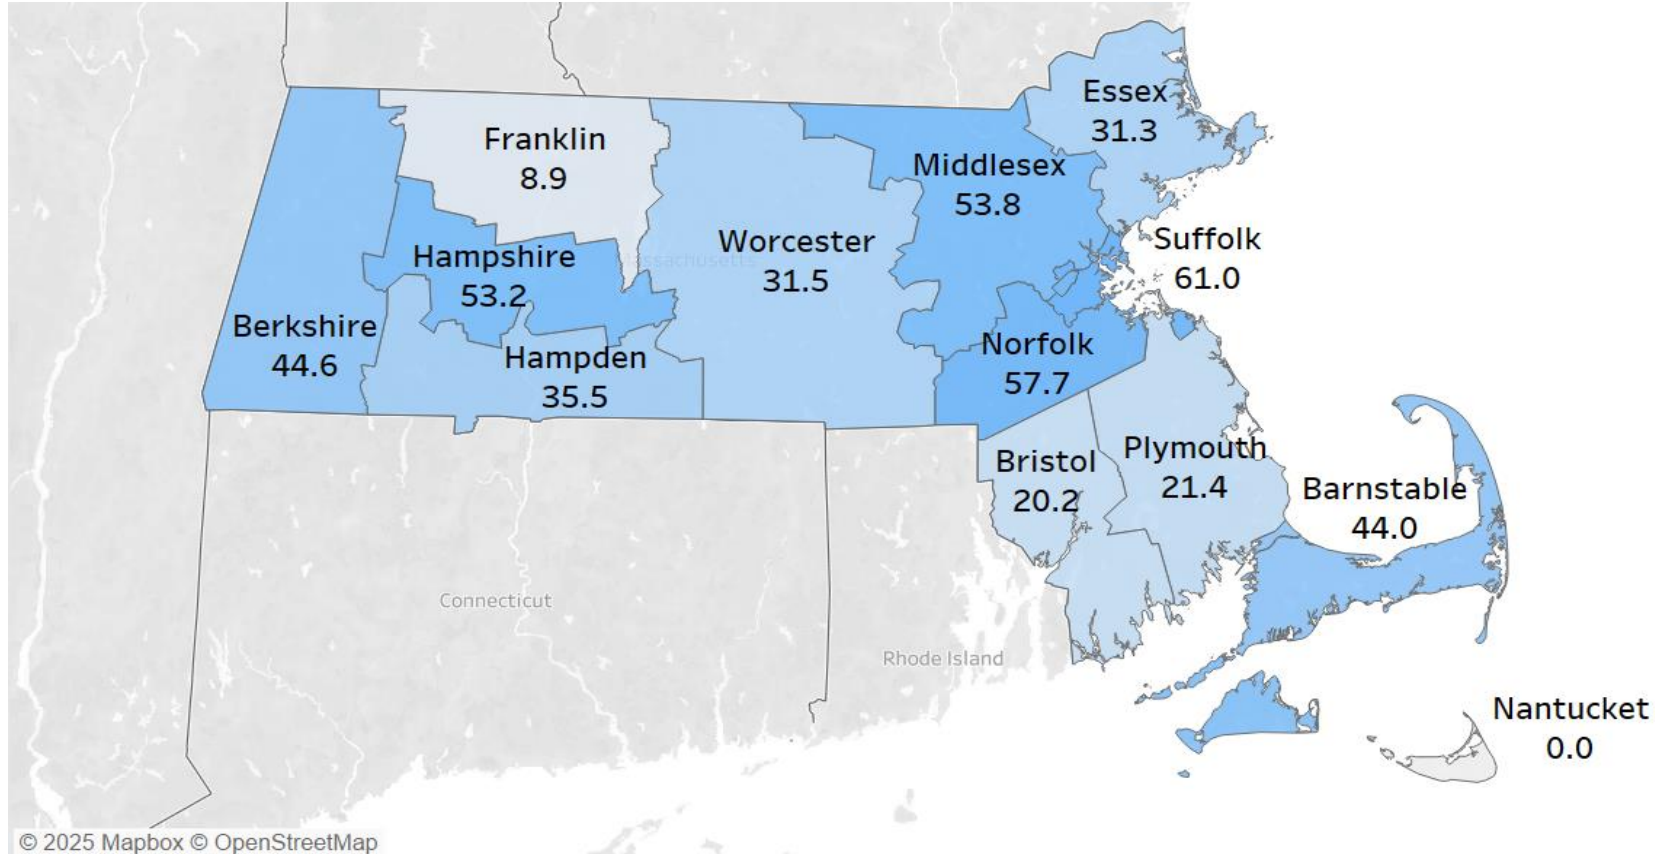 Essex
31.3
Franklin
8.9
Middlesex
53.8
Worcester
31.5
Suffolk
61.0
Hampshire
53.2
Massachusetts
Berkshire
44.6
Hampden
35.5
Norfolk
57.7
Bristol
20.2
Plymouth
21.4
Barnstable
44.0
Connecticut
Rhode Island
Nantucket
0.0
© 2025 Mapbox © OpenStreetMap